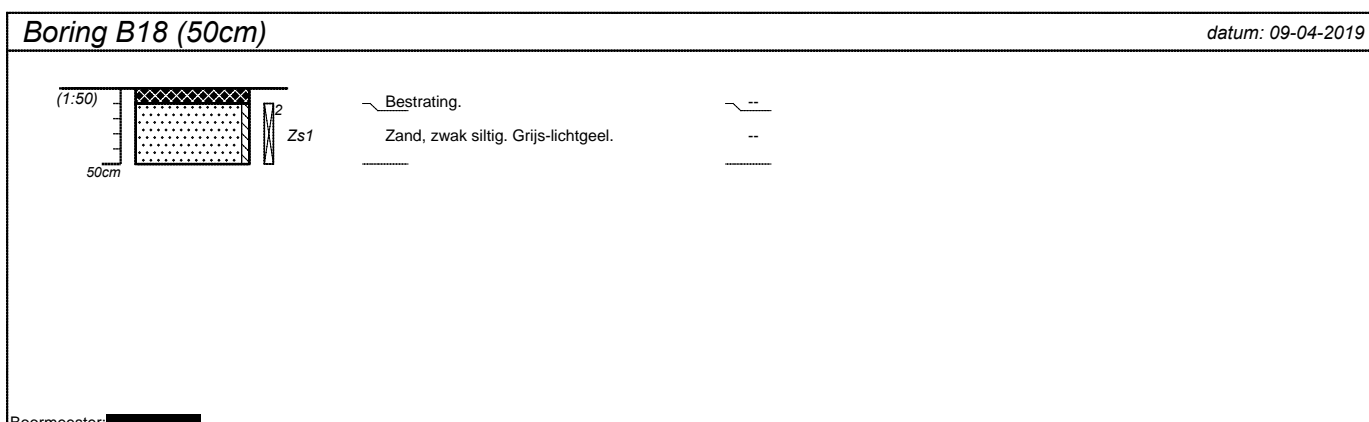 Boring B18 (50cm) datum: 09-04-2019
(1:50) Bestrating. --
2
Zs1 Zand, zwak siltig. Grijs-lichtgeel. --
50cm
Boormeester: